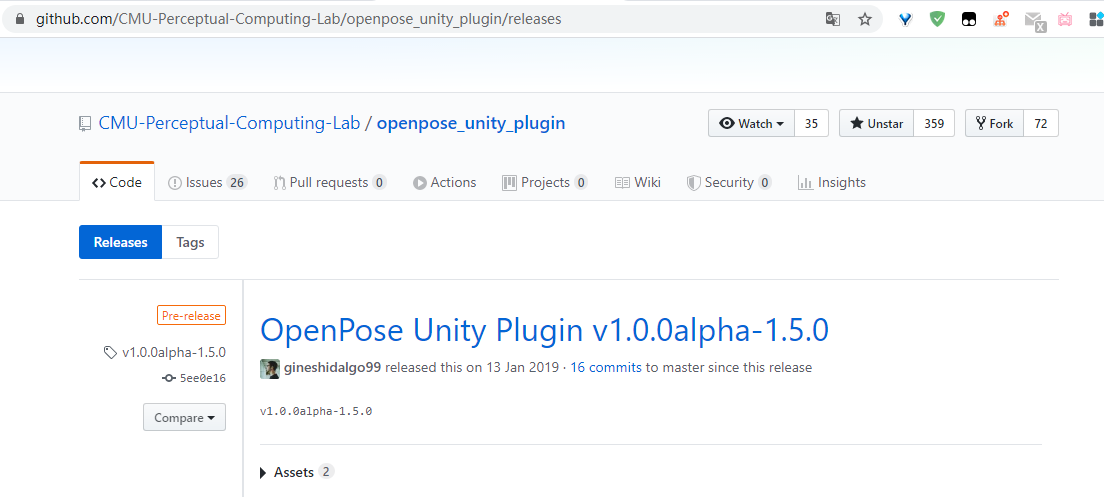 github.com/CMU-Perceptual-Computing-Lab/openpose_unity_plugin/releases
X
CMU-Perceptual-Computing-Lab / openpose_unity_plugin
Watch 35 Unstar 359 Fork 72
Code Issues 26 Pull requests 0 Actions Projects 0 Wiki Security 0 Insights
Releases Tags
Pre-release
v1.0.0alpha-1.5.0
5ee0e16
Compare
OpenPose Unity Plugin v1.0.0alpha-1.5.0
gineshidalgo99 released this on 13 Jan 2019 · 16 commits to master since this release
v1.0.0alpha-1.5.0
Assets 2